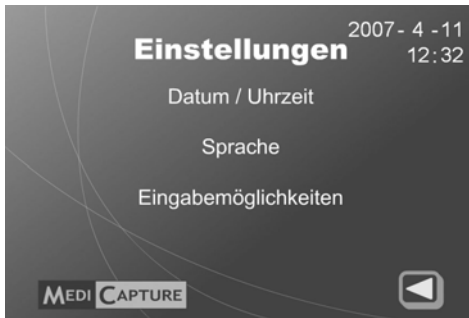 2007- 4 -11
Einstellungen
12:32
Datum / Uhrzeit
Sprache
Eingabemöglichkeiten
MEDI CAPTURE